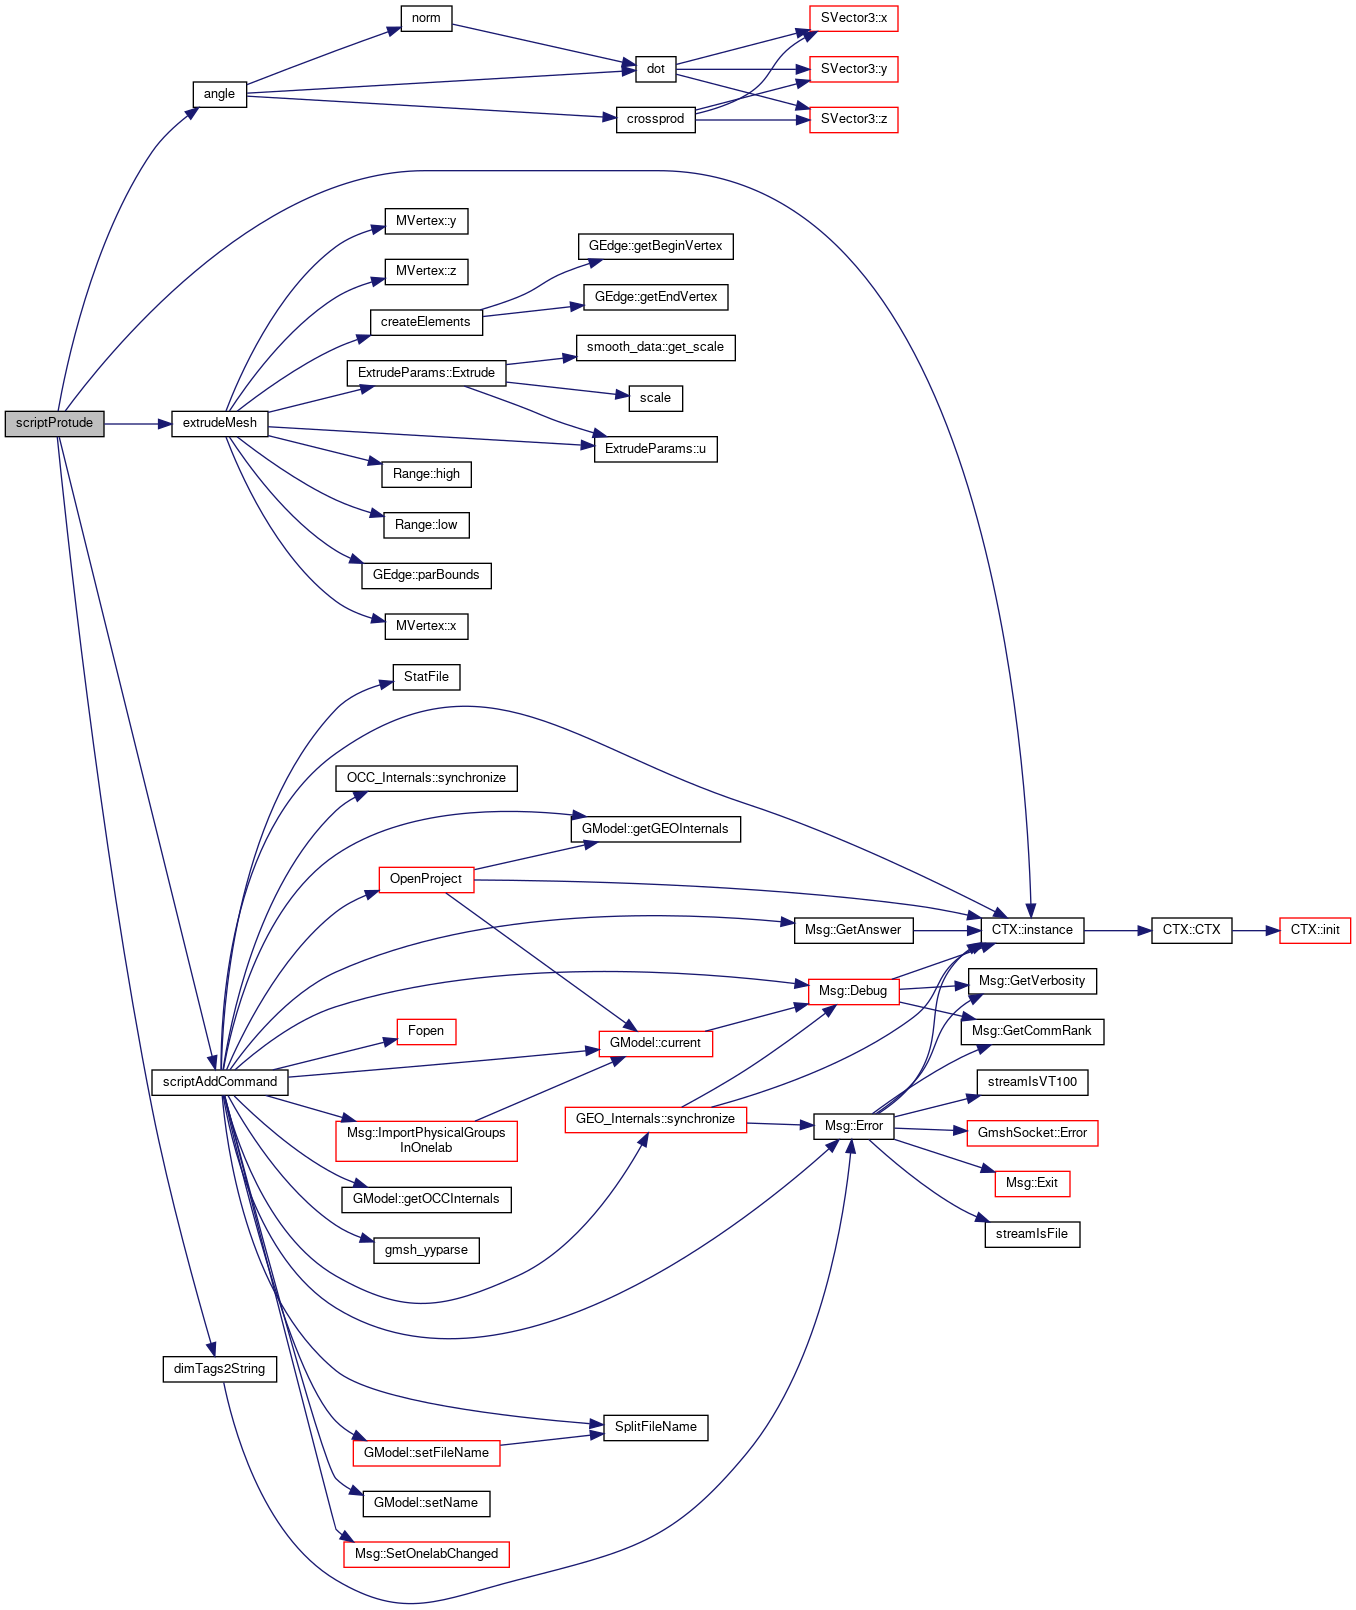 norm
SVector3::x
dot
SVector3::y
angle
crossprod
SVector3::z
MVertex::y
GEdge::getBeginVertex
MVertex::z
GEdge::getEndVertex
createElements
smooth_data::get_scale
ExtrudeParams::Extrude
scale
scriptProtude
extrudeMesh
ExtrudeParams::u
Range::high
Range::low
GEdge::parBounds
MVertex::x
StatFile
OCC_Internals::synchronize
GModel::getGEOInternals
OpenProject
Msg::GetAnswer
CTX::instance
CTX::CTX
CTX::init
Msg::Debug
Msg::GetVerbosity
Fopen
GModel::current
Msg::GetCommRank
scriptAddCommand
streamIsVT100
Msg::ImportPhysicalGroups
InOnelab
GEO_Internals::synchronize
Msg::Error
GmshSocket::Error
Msg::Exit
GModel::getOCCInternals
streamIsFile
gmsh_yyparse
dimTags2String
SplitFileName
GModel::setFileName
GModel::setName
Msg::SetOnelabChanged